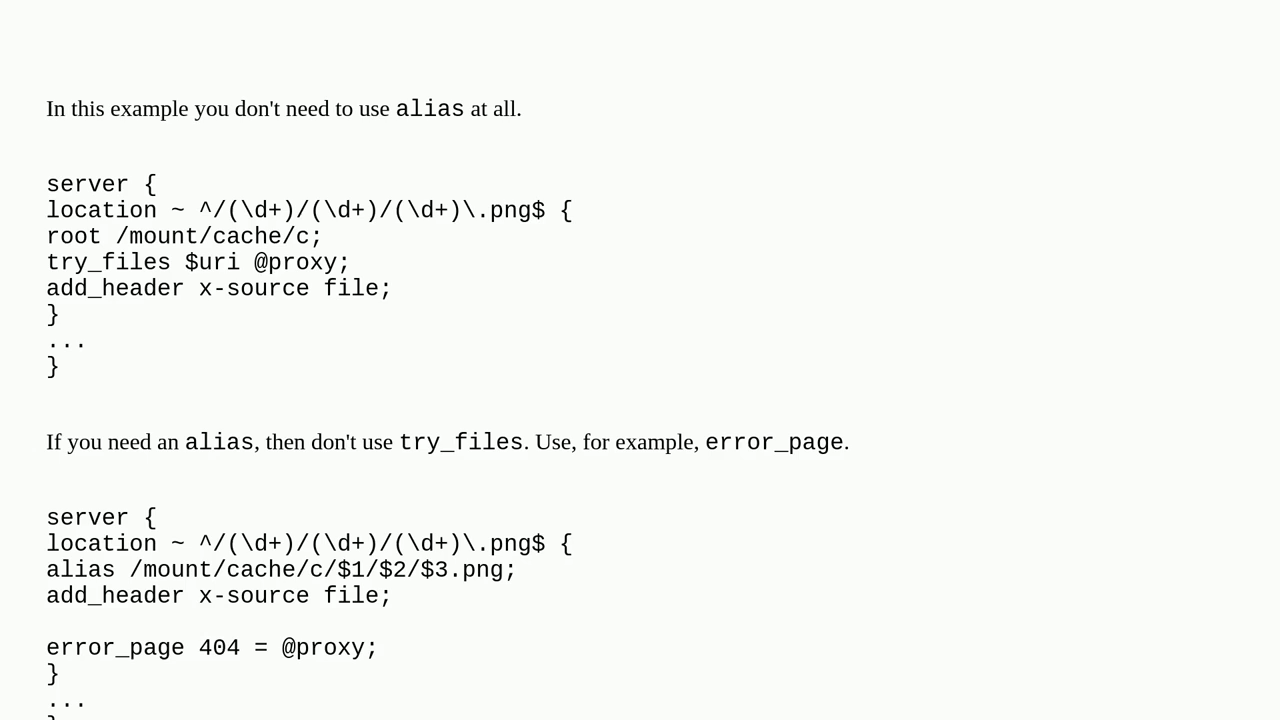 In this example you don't need to use alias at all.
server {
location ~ ^/(\d+)/(\d+)/(\d+)\.png$ {
root /mount/cache/c;
try_files $uri @proxy;
add_header x-source file;
}
...
}
If you need an alias, then don't use try_files. Use, for example, error_page.
server {
location ~ ^/(\d+)/(\d+)/(\d+)\.png$ {
alias /mount/cache/c/$1/$2/$3.png;
add_header x-source file;
error_page 404 = @proxy;
}
...
}